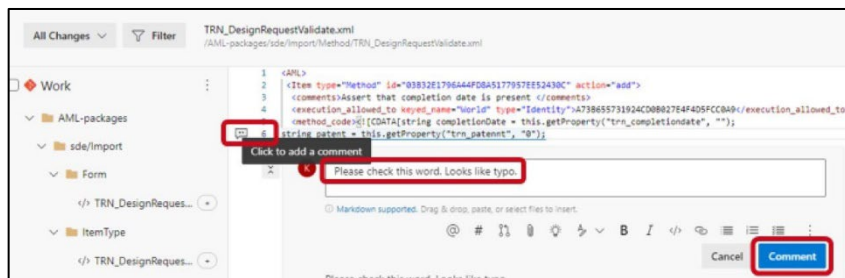 All Changes
Filter
TRN_DesignRequestValidate.xml
/AML-packages/sde/Import/Method/TRN_DesignRequestValidate.xml
Work
AML-packages
sde/Import
Form
</> TRN_DesignReques...
ItemType
</> TRN_DesignReques...
1 <AML>
2 <Item type="Method" id="03832E1796A44FD8A5177957EE52430C" action="add">
3 <comments>Assert that completion date is present </comments>
4 <execution_allowed_to keyed_name="World" type="Identity">A73B655731924CD0B027E4F4D5FCC0A9</execution_allowed_to
5 <method_code><![CDATA[string completionDate = this.getProperty("trn_completiondate", "");
6 string patent = this.getProperty("trn_patennt", "0");
Click to add a comment
K
Please check this word. Looks like typo.
Markdown supported. Drag & drop, paste, or select files to insert.
Cancel
Comment
Please check this word. Looks like typo.